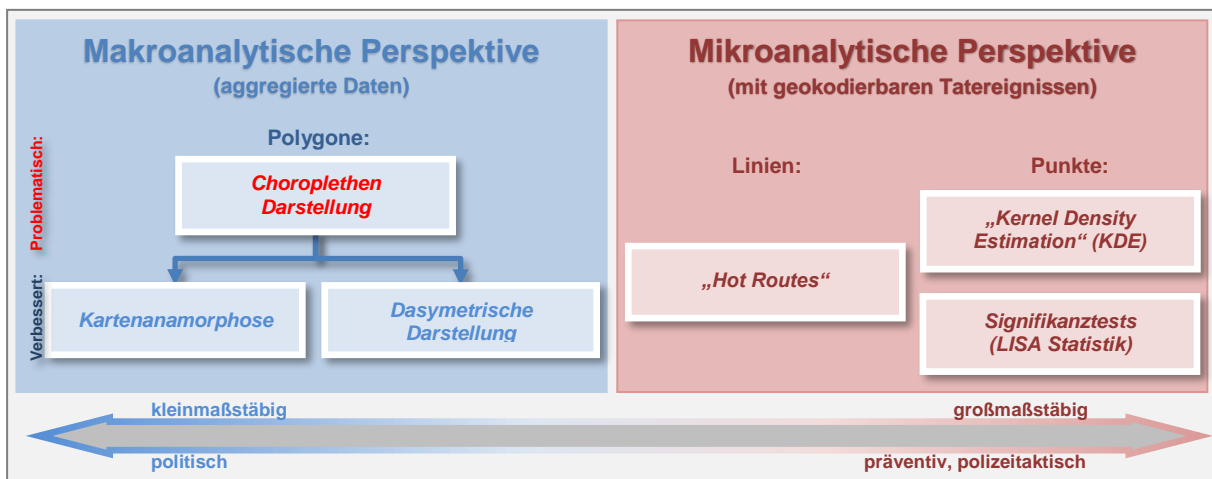 Makroanalytische Perspektive
(aggregierte Daten)
Problematisch:
Polygone:
Choroplethen
Darstellung
Verbessert:
Kartenanamorphose
Dasymetrische
Darstellung
Mikroanalytische Perspektive
(mit geokodierbaren Tatereignissen)
Linien:
„Hot Routes“
Punkte:
„Kernel Density
Estimation“ (KDE)
Signifikanztests
(LISA Statistik)
kleinmaßstäbig
großmaßstäbig
politisch
präventiv, polizeitaktisch